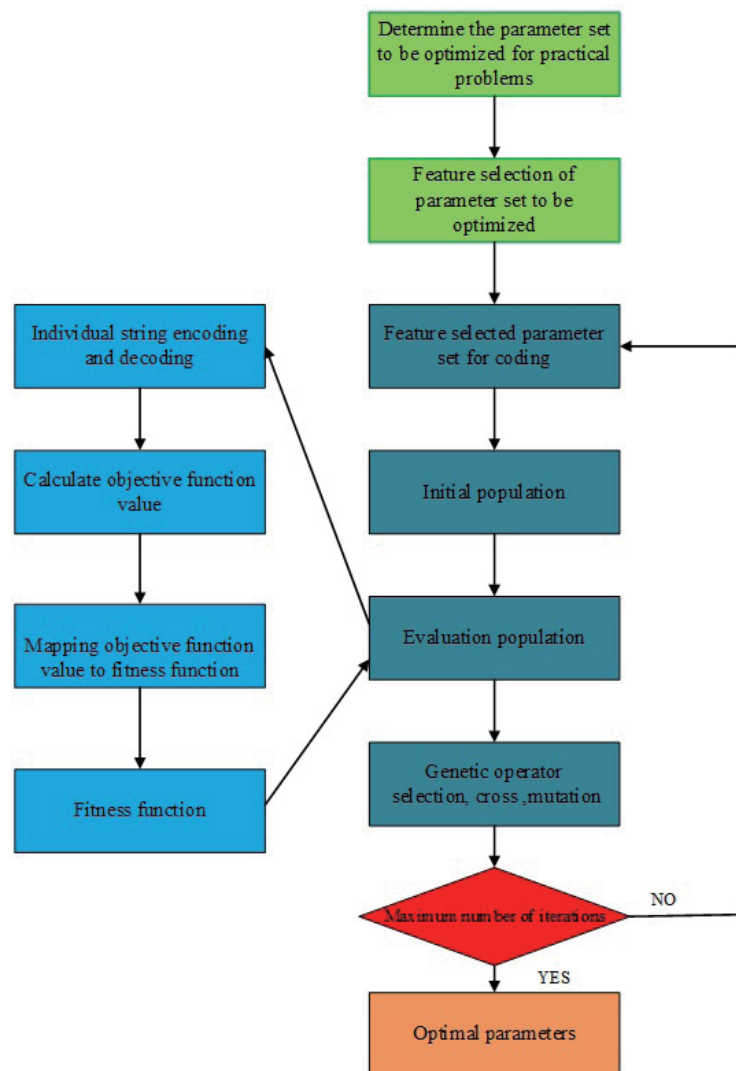 Determine the parameter set
to be optimized for practical
problems
Feature selection of
parameter set to be
optimized
Individual string encoding
and decoding
Feature selected parameter
set for coding
Calculate objective function
value
Initial population
Mapping objective function
value to fitness function
Evaluation population
Fitness function
Genetic operator
selection, cross ,mutation
Maximum number of iterations
NO
YES
Optimal parameters